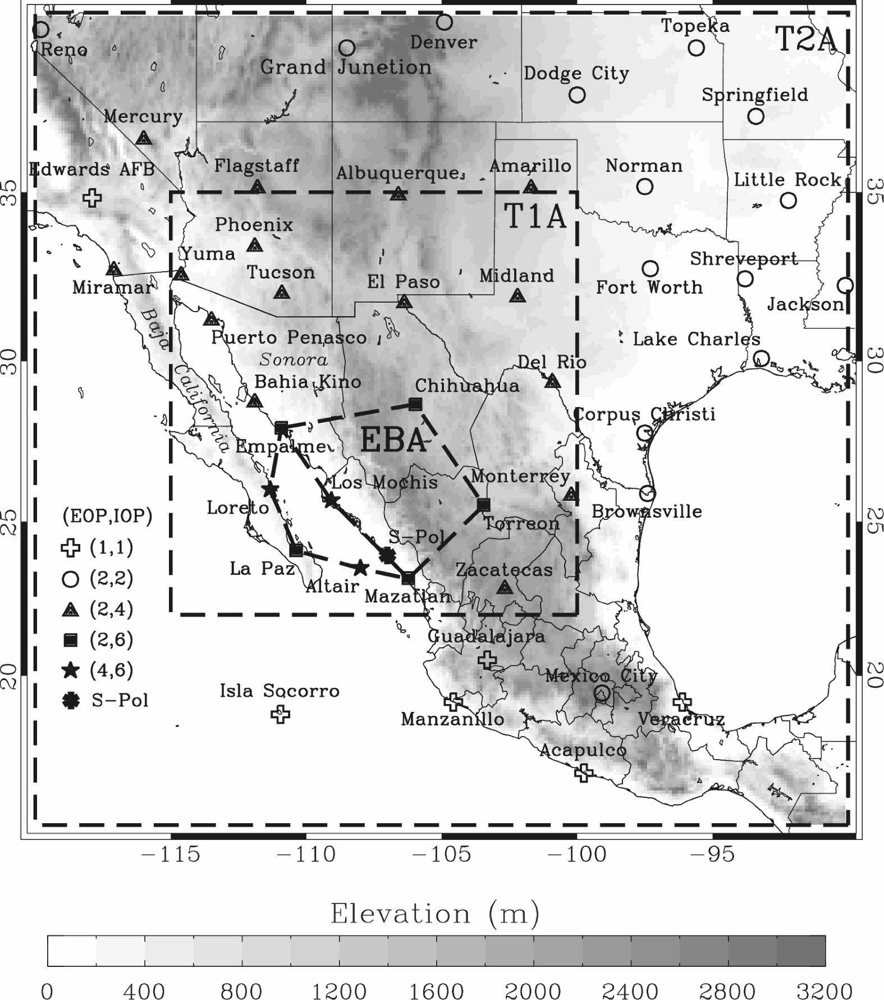 Topeka
T2A
Denver
Reno
Grand Junetion
Dodge City
Springfield
Mercury
Edwards AFB
Flagstaff
Albuquerque
Amarillo
Norman
Little Rock
35
35
T1A
Phoenix
Yuma
Shreveport
Tucson
El Paso
Midland
Miramar
Fort Worth
Jackson
Baja
Puerto Penasco
Lake Charles
30
Sonora
Del Rio
30
California
Bahia Kino
Chihuahua
Corpus Christi
EBA
Empalme
Los Mochis
Monterrey
Loreto
Brownsville
(EOP,IOP)
25
Torreon
25
S-Pol
(1,1)
La Paz
Zacatecas
(2,2)
Altair
Mazatlan
(2,4)
Guadalajara
(2,6)
(4,6)
20
Mexico City
20
Isla Socorro
S-Pol
Manzanillo
Veracruz
Acapulco
-115
-110
-105
-100
-95
Elevation (m)
0
400
800
1200
1600
2000
2400
2800
3200